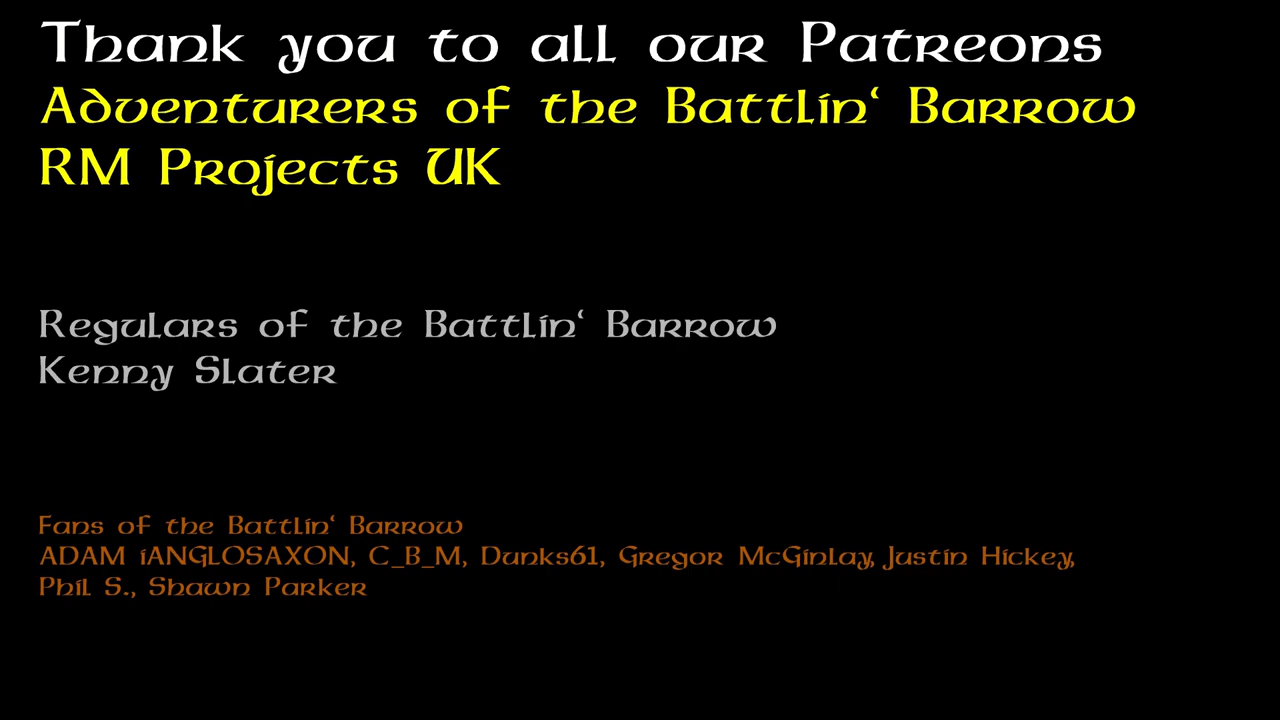 Thank you to all our Patreons
Adventurers of the Battlin‘ Barrow
RM Projects UK
Regulars of the Battlin‘ Barrow
Kenny Slater
Fans of the Battlin‘ Barrow
ADAM iANGLOSAXON, C_B_M, Dunks61, Gregor McGinlay, Justin Hickey,
Phil S., Shawn Parker